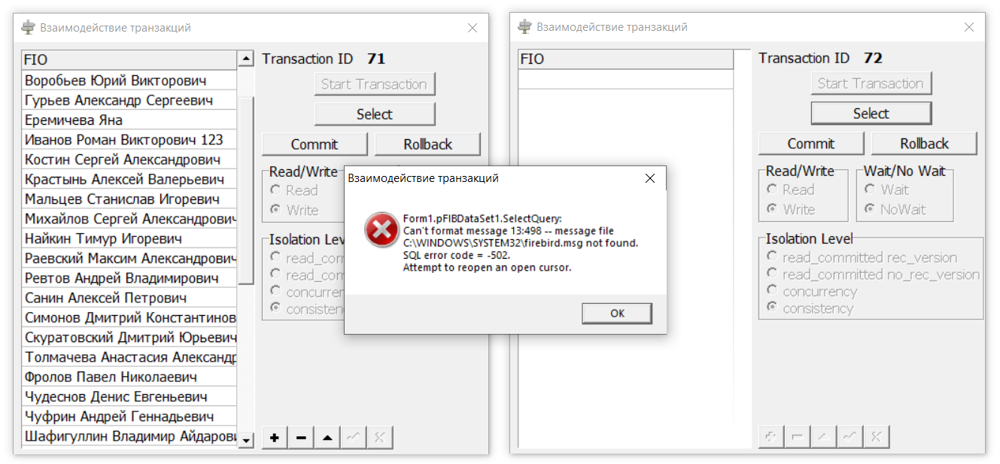 Взаимодействие транзакций
FIO
Воробьев Юрий Викторович
Гурьев Александр Сергеевич
Еремичева Яна
Иванов Роман Викторович 123
Костин Сергей Александрович
Крастынь Алексей Валерьевич
Мальцев Станислав Игоревич
Михайлов Сергей Александрович
Найкин Тимур Игоревич
Раевский Максим Александрович
Ревтов Андрей Владимирович
Санин Алексей Петрович
Симонов Дмитрий Константинов
Скуратовский Дмитрий Юрьевич
Толмачева Анастасия Александр
Фролов Павел Николаевич
Чудеснов Денис Евгеньевич
Чуфрин Андрей Геннадьевич
Шафигуллин Владимир Айдарови
Transaction ID 71
Start Transaction
Select
Commit Rollback
Read/Write
Read
Write
Isolation Lev
read_com
read_com
concurren
consistenc
Взаимодействие транзакций
Form1.pFIBDataSet1.SelectQuery:
Can't format message 13:498 -- message file
C:\WINDOWS\SYSTEM32\firebird.msg not found.
SQL error code = -502.
Attempt to reopen an open cursor.
OK
Взаимодействие транзакций
FIO
Transaction ID 72
Start Transaction
Select
Commit Rollback
Read/Write Wait/No Wait
Read Wait
Write NoWait
Isolation Level
read_committed rec_version
read_committed no_rec_version
concurrency
consistency